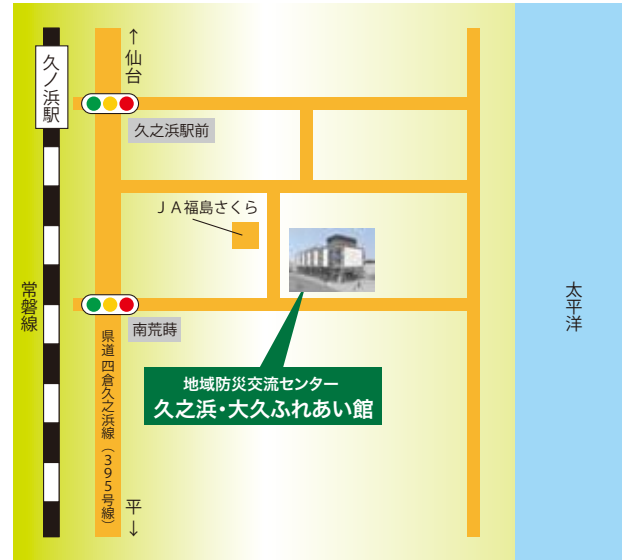 ↑仙台
久ノ浜駅
久之浜駅前
ＪＡ福島さくら
常磐線
太平洋
南荒蒔
県道 四倉久之浜線（395号線）
地域防災交流センター
久之浜・大久ふれあい館
平↓